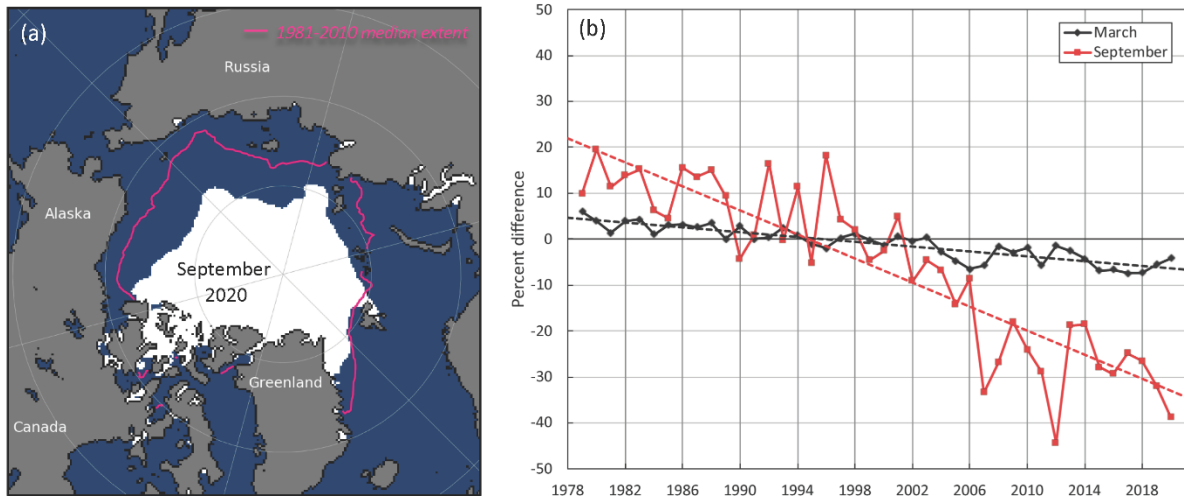 (a)
1981-2010 median extent
Russia
Alaska
September
2020
Greenland
Canada
(b)
March
September
Percent difference
50
40
30
20
10
0
-10
-20
-30
-40
-50
1978 1982 1986 1990 1994 1998 2002 2006 2010 2014 2018